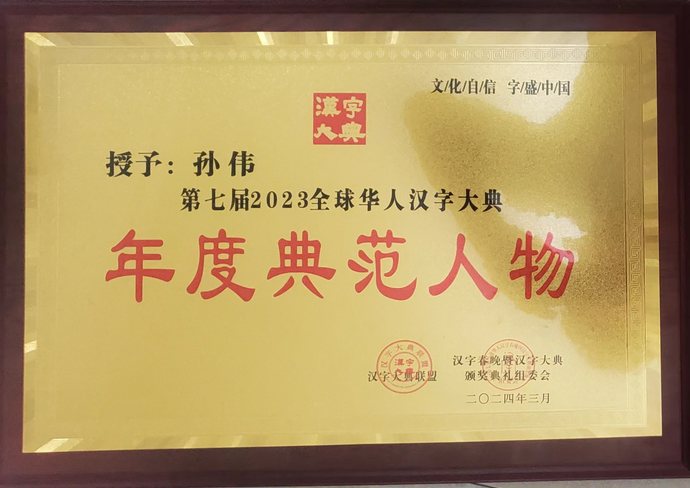 文/化/自/信 字/盛/中/国
漢字
大典
授予：孙伟
第七届2023全球华人汉字大典
年度典范人物
汉字大典联盟
汉字春晚暨汉字大典
颁奖典礼组委会
二〇二四年三月